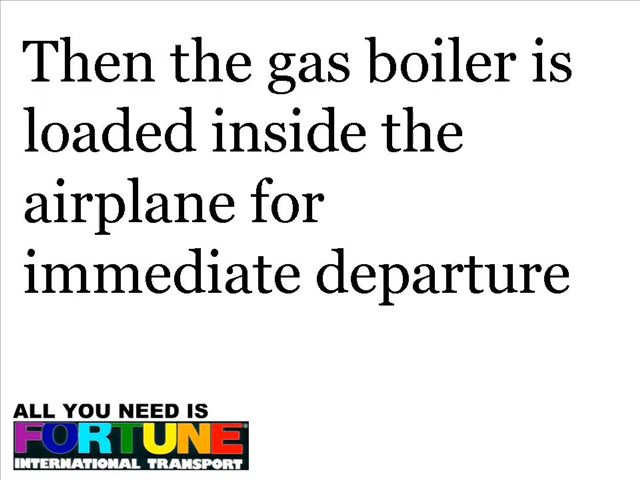 Then the gas boiler is
loaded inside the
airplane for
immediate departure
ALL YOU NEED IS
FORTUNE®
INTERNATIONAL TRANSPORT